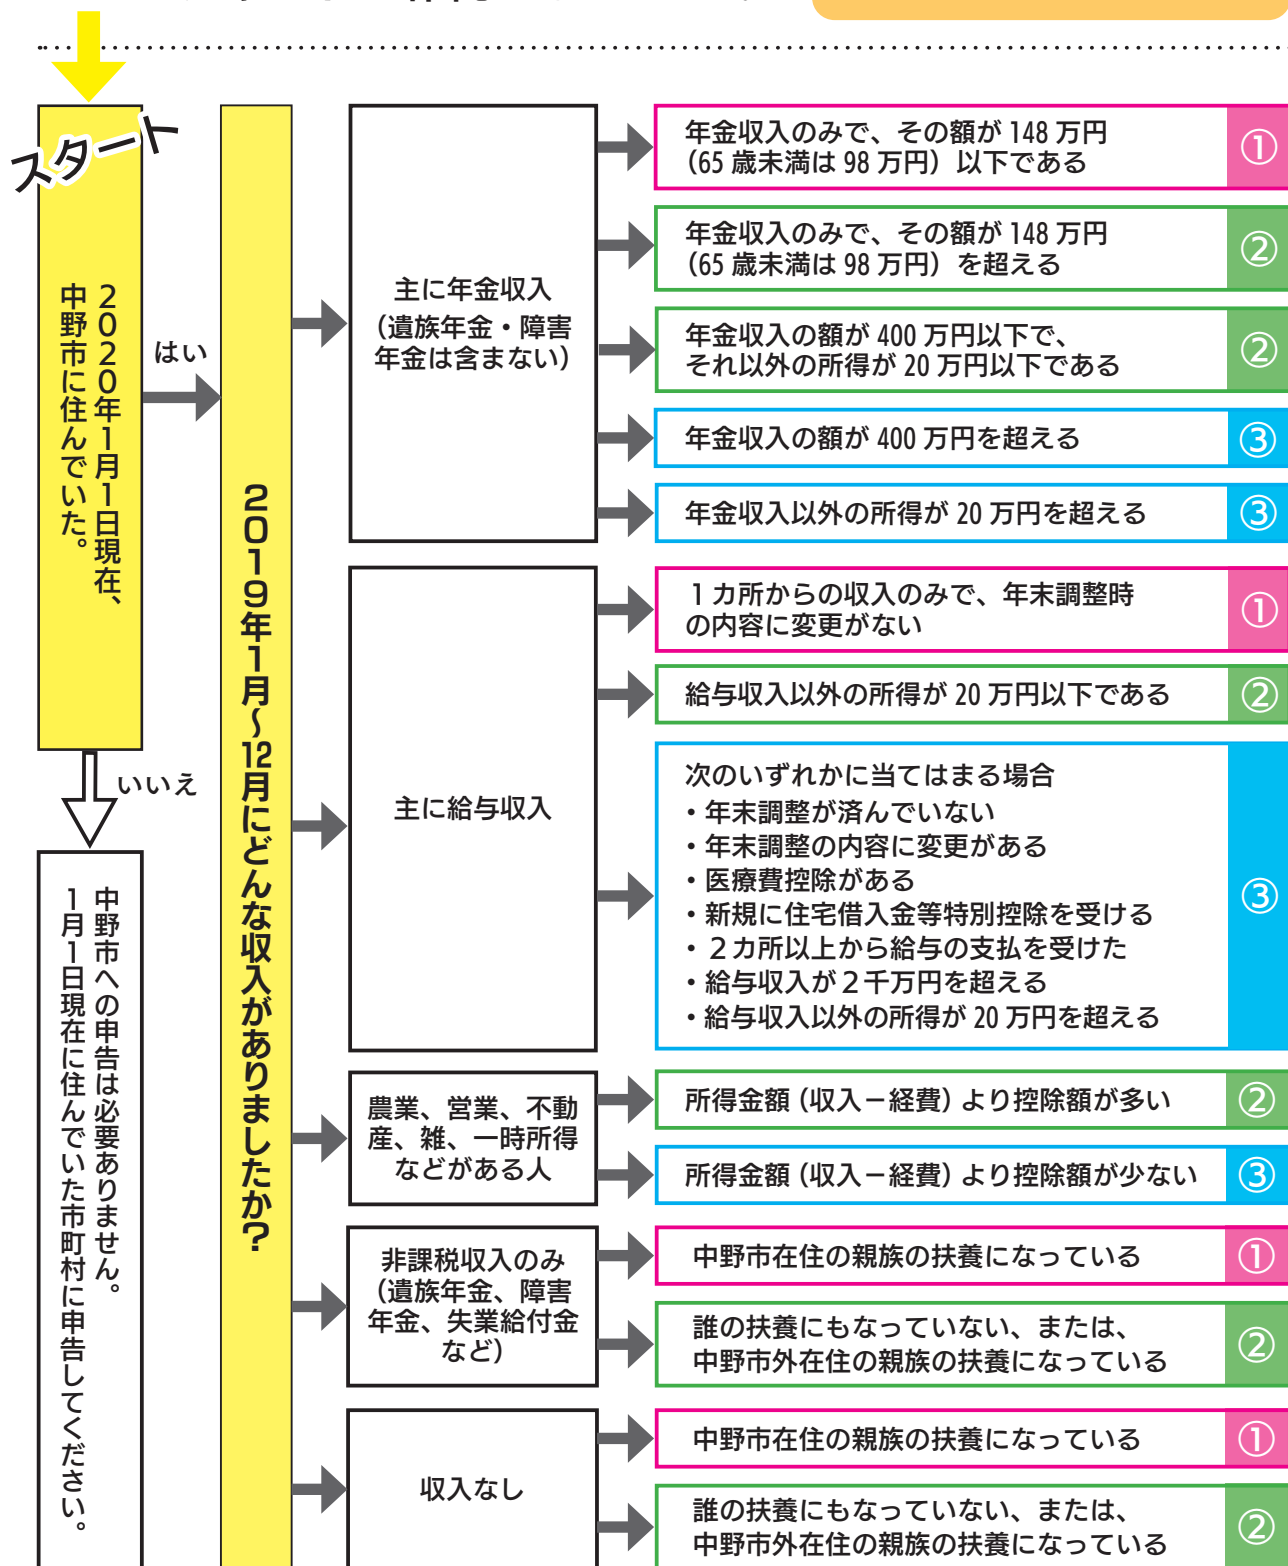 スタート
2020年1月1日現在、
中野市に住んでいた。
はい
いいえ
中野市への申告は必要ありません。
1月1日現在に住んでいた市町村に申告してください。
2019年1月〜12月にどんな収入がありましたか?
主に年金収入
(遺族年金・障害
年金は含まない)
年金収入のみで、その額が 148 万円
(65 歳未満は 98 万円)以下である
①
年金収入のみで、その額が 148 万円
(65 歳未満は 98 万円)を超える
②
年金収入の額が 400 万円以下で、
それ以外の所得が 20 万円以下である
②
年金収入の額が 400 万円を超える
③
年金収入以外の所得が 20 万円を超える
③
主に給与収入
1カ所からの収入のみで、年末調整時
の内容に変更がない
①
給与収入以外の所得が 20 万円以下である
②
次のいずれかに当てはまる場合
・年末調整が済んでいない
・年末調整の内容に変更がある
・医療費控除がある
・新規に住宅借入金等特別控除を受ける
・2カ所以上から給与の支払を受けた
・給与収入が2千万円を超える
・給与収入以外の所得が 20 万円を超える
③
農業、営業、不動
産、雑、一時所得
などがある人
所得金額(収入−経費)より控除額が多い
②
所得金額(収入−経費)より控除額が少ない
③
非課税収入のみ
(遺族年金、障害
年金、失業給付金
など)
中野市在住の親族の扶養になっている
①
誰の扶養にもなっていない、または、
中野市外在住の親族の扶養になっている
②
収入なし
中野市在住の親族の扶養になっている
①
誰の扶養にもなっていない、または、
中野市外在住の親族の扶養になっている
②